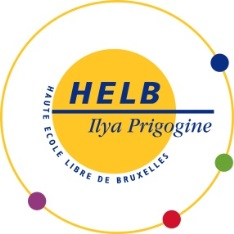 HELB
Ilya Prigogine
HAUTE ECOLE LIBRE DE BRUXELLES